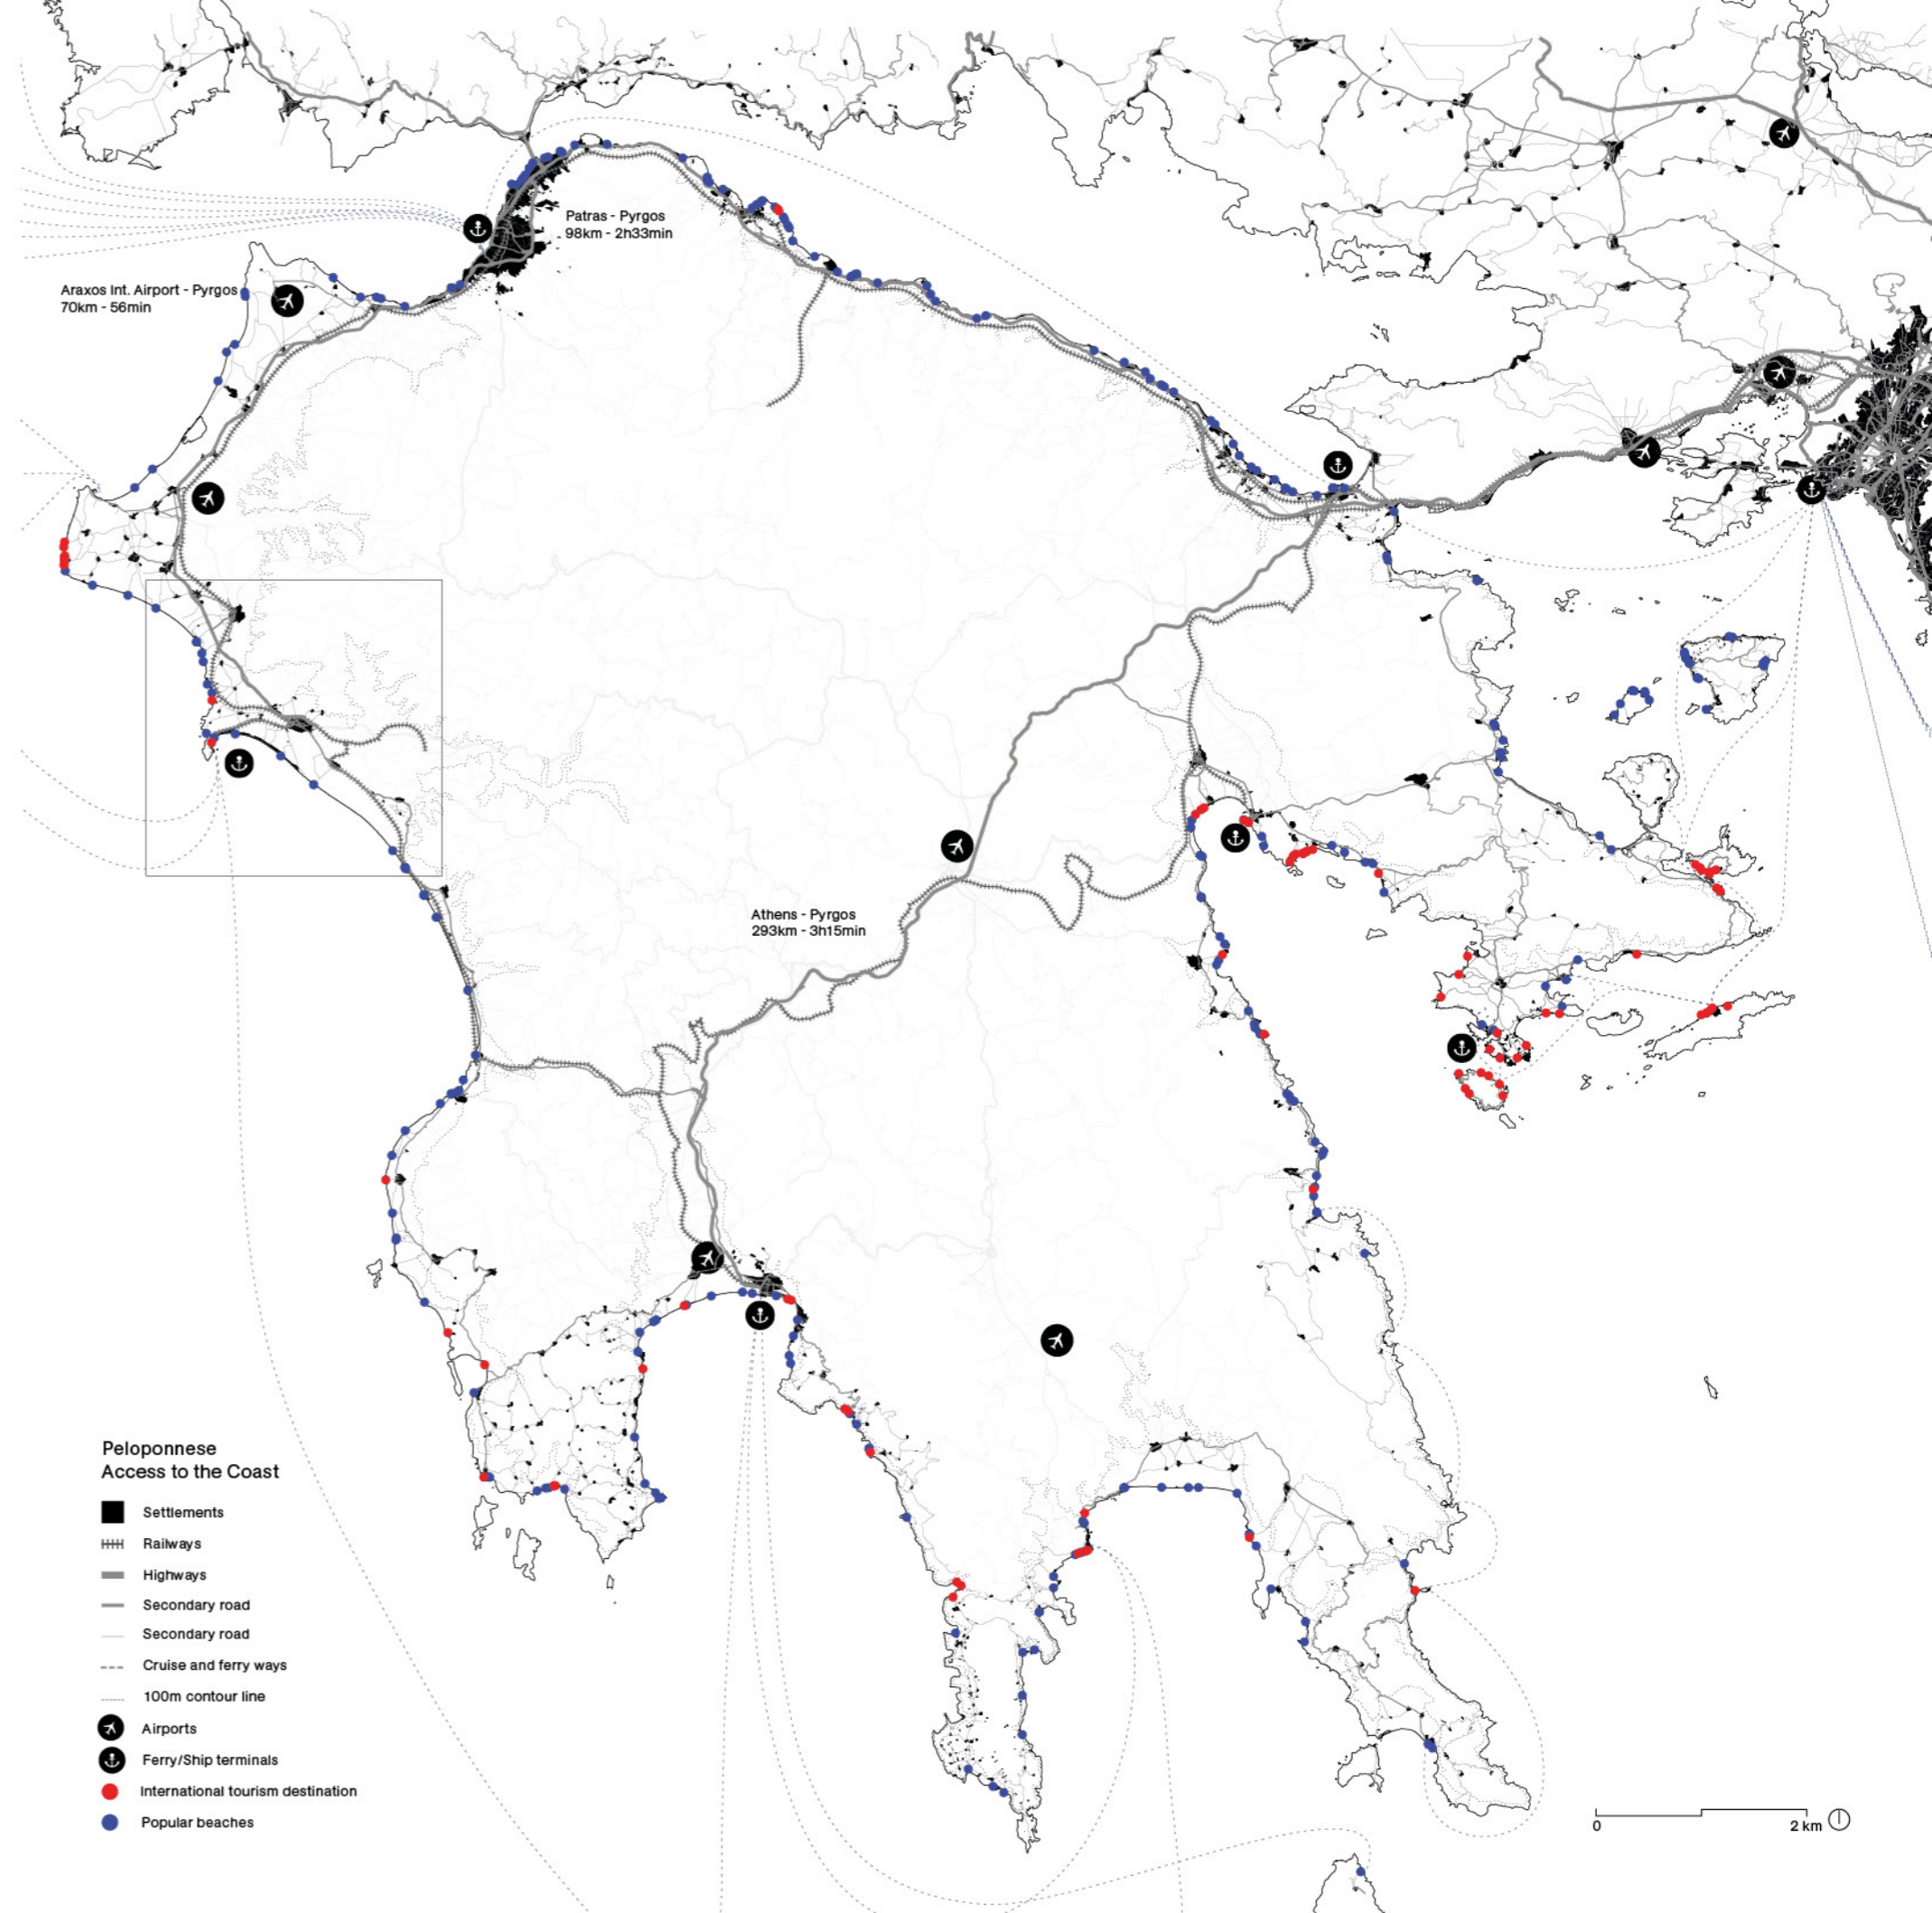 Patras - Pyrgos
98km - 2h33min
Araxos Int. Airport - Pyrgos
70km - 56min
Athens - Pyrgos
293km - 3h15min
Peloponnese
Access to the Coast
Settlements
Railways
Highways
Secondary road
Secondary road
Cruise and ferry ways
100m contour line
Airports
Ferry/Ship terminals
International tourism destination
Popular beaches
0 2 km